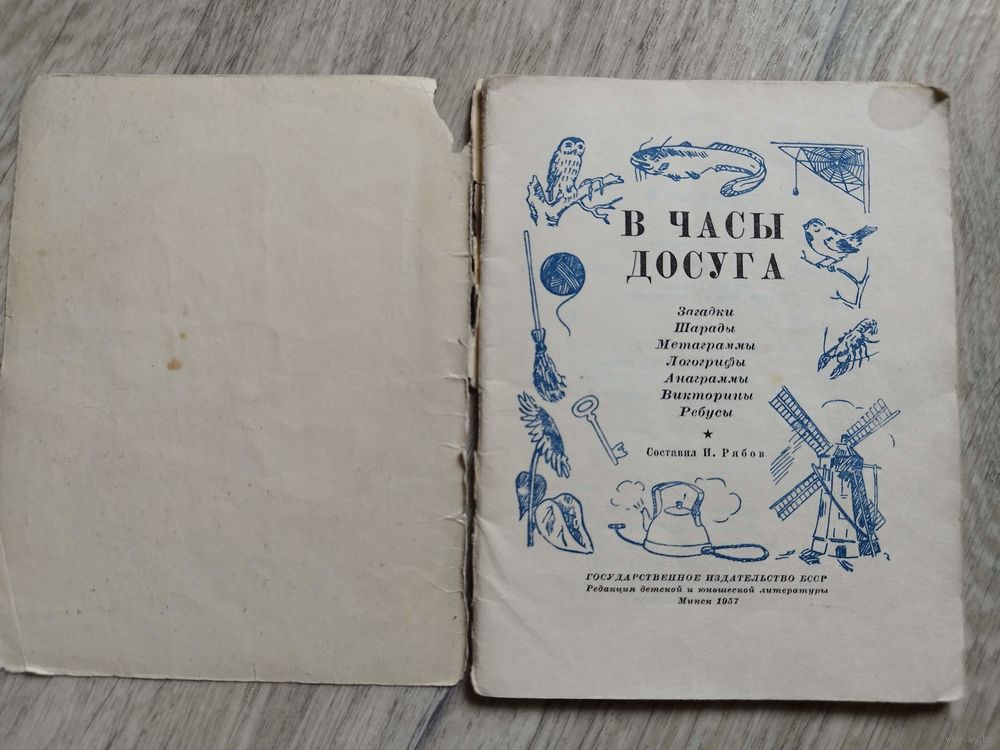 В ЧАСЫ
ДОСУГА
Загадки
Шарады
Метаграммы
Логогрифы
Анаграммы
Викторины
Ребусы
Составил И. Рябов
ГОСУДАРСТВЕННОЕ ИЗДАТЕЛЬСТВО БССР
Редакция детской и юношеской литературы
Минск 1957